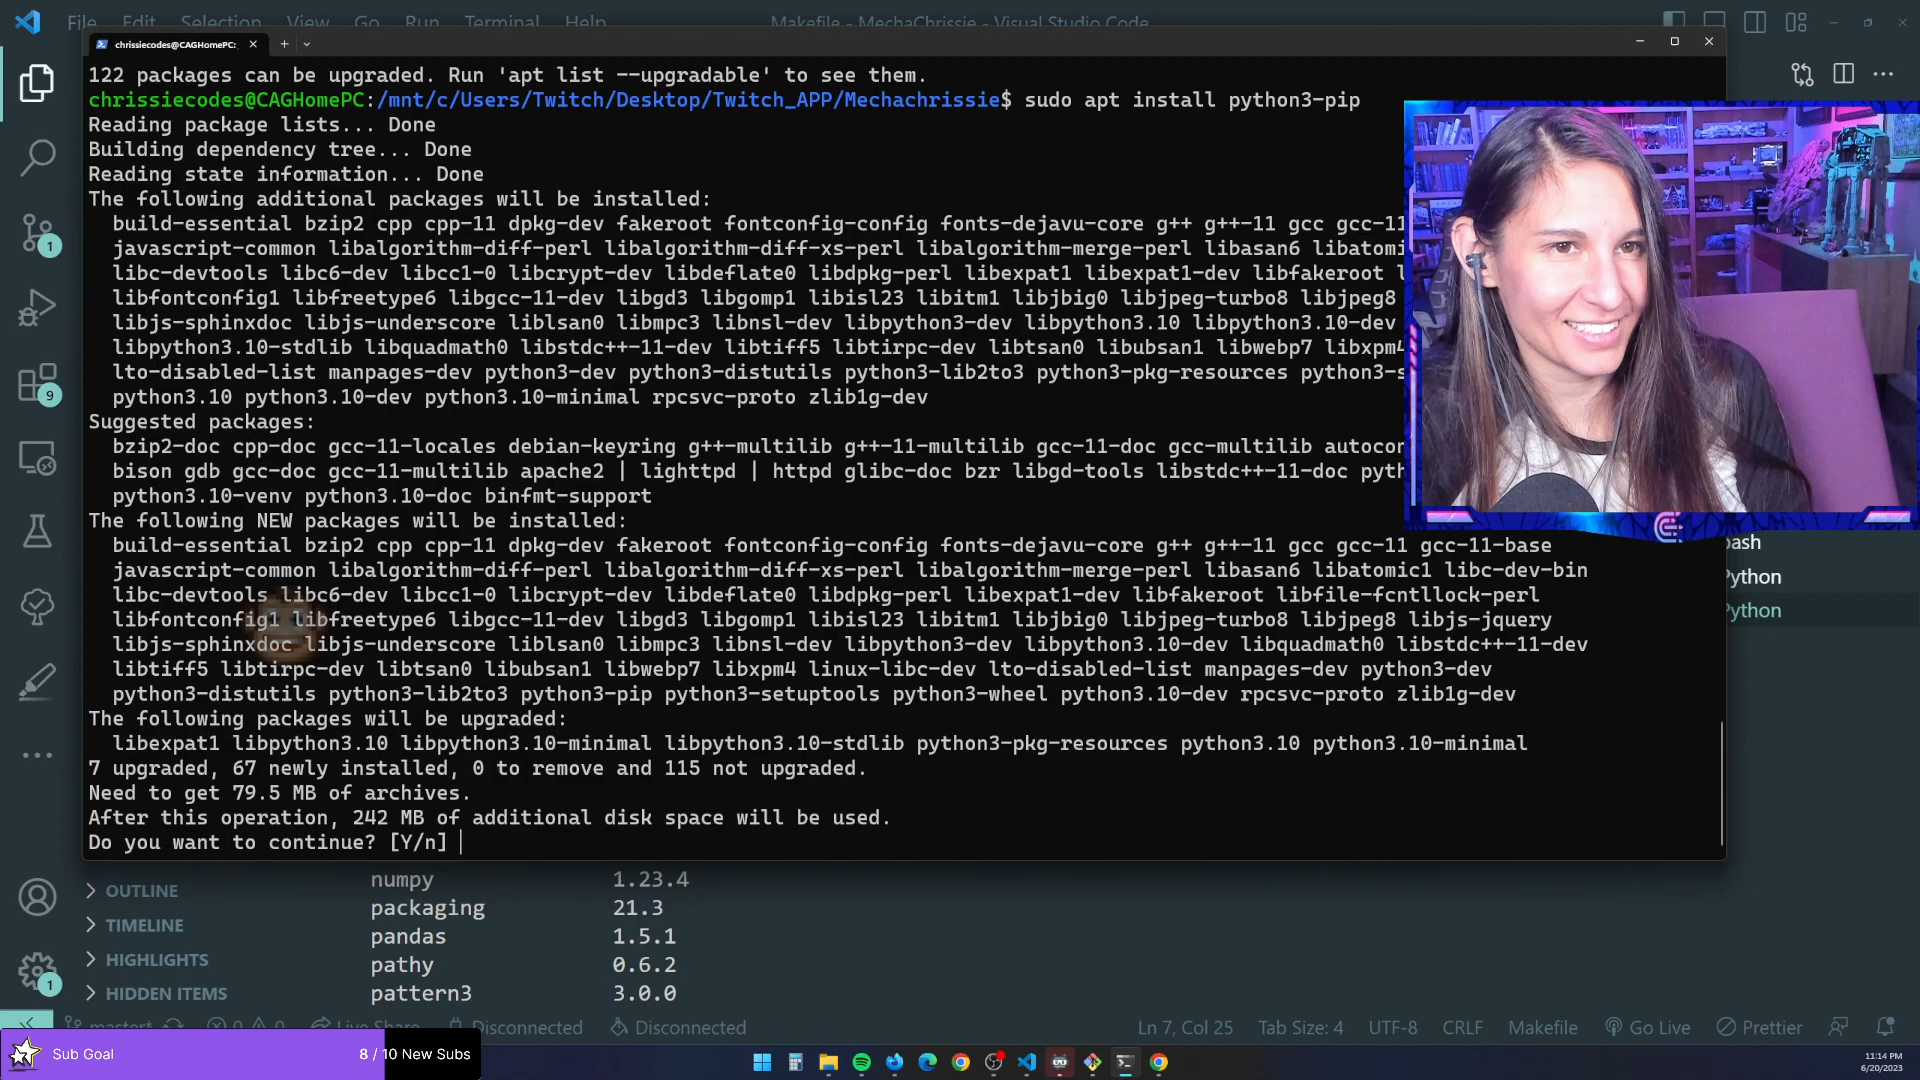 File Edit Selection View Go Run Terminal Help
Makefile - MechaChrissie - Visual Studio Code
chrissiecodes@CAGHomePC:
122 packages can be upgraded. Run 'apt list --upgradable' to see them.
chrissiecodes@CAGHomePC:/mnt/c/Users/Twitch/Desktop/Twitch_APP/Mechachrissie$ sudo apt install python3-pip
Reading package lists... Done
Building dependency tree... Done
Reading state information... Done
The following additional packages will be installed:
build-essential bzip2 cpp cpp-11 dpkg-dev fakeroot fontconfig-config fonts-dejavu-core g++ g++-11 gcc gcc-11
javascript-common libalgorithm-diff-perl libalgorithm-diff-xs-perl libalgorithm-merge-perl libasan6 libatomic
libc-devtools libc6-dev libcc1-0 libcrypt-dev libdeflate0 libdpkg-perl libexpat1 libexpat1-dev libfakeroot
libfontconfig1 libfreetype6 libgcc-11-dev libgd3 libgomp1 libisl23 libitm1 libjbig0 libjpeg-turbo8 libjpeg8
libjs-sphinxdoc libjs-underscore liblsan0 libmpc3 libnsl-dev libpython3-dev libpython3.10 libpython3.10-dev
libpython3.10-stdlib libquadmath0 libstdc++-11-dev libtiff5 libtirpc-dev libtsan0 libubsan1 libwebp7 libxpm4
lto-disabled-list manpages-dev python3-dev python3-distutils python3-lib2to3 python3-pkg-resources python3-s
python3.10 python3.10-dev python3.10-minimal rpcsvc-proto zlib1g-dev
Suggested packages:
bzip2-doc cpp-doc gcc-11-locales debian-keyring g++-multilib g++-11-multilib gcc-11-doc gcc-multilib autocon
bison gdb gcc-doc gcc-11-multilib apache2 | lighttpd | httpd glibc-doc bzr libgd-tools libstdc++-11-doc pyth
python3.10-venv python3.10-doc binfmt-support
The following NEW packages will be installed:
build-essential bzip2 cpp cpp-11 dpkg-dev fakeroot fontconfig-config fonts-dejavu-core g++ g++-11 gcc gcc-11 gcc-11-base
javascript-common libalgorithm-diff-perl libalgorithm-diff-xs-perl libalgorithm-merge-perl libasan6 libatomic1 libc-dev-bin
libc-devtools libc6-dev libcc1-0 libcrypt-dev libdeflate0 libdpkg-perl libexpat1-dev libfakeroot libfile-fcntllock-perl
libfontconfig1 libfreetype6 libgcc-11-dev libgd3 libgomp1 libisl23 libitm1 libjbig0 libjpeg-turbo8 libjpeg8 libjs-jquery
libjs-sphinxdoc libjs-underscore liblsan0 libmpc3 libnsl-dev libpython3-dev libpython3.10-dev libquadmath0 libstdc++-11-dev
libtiff5 libtirpc-dev libtsan0 libubsan1 libwebp7 libxpm4 linux-libc-dev lto-disabled-list manpages-dev python3-dev
python3-distutils python3-lib2to3 python3-pip python3-setuptools python3-wheel python3.10-dev rpcsvc-proto zlib1g-dev
The following packages will be upgraded:
libexpat1 libpython3.10 libpython3.10-minimal libpython3.10-stdlib python3-pkg-resources python3.10 python3.10-minimal
7 upgraded, 67 newly installed, 0 to remove and 115 not upgraded.
Need to get 79.5 MB of archives.
After this operation, 242 MB of additional disk space will be used.
Do you want to continue? [Y/n]
bash
Python
Python
1
9
1
OUTLINE
TIMELINE
HIGHLIGHTS
HIDDEN ITEMS
numpy 1.23.4
packaging 21.3
pandas 1.5.1
pathy 0.6.2
pattern3 3.0.0
master* 0 0 Live Share Disconnected Disconnected
Ln 7, Col 25 Tab Size: 4 UTF-8 CRLF Makefile Go Live Prettier
Sub Goal 8 / 10 New Subs
11:14 PM
6/20/2023